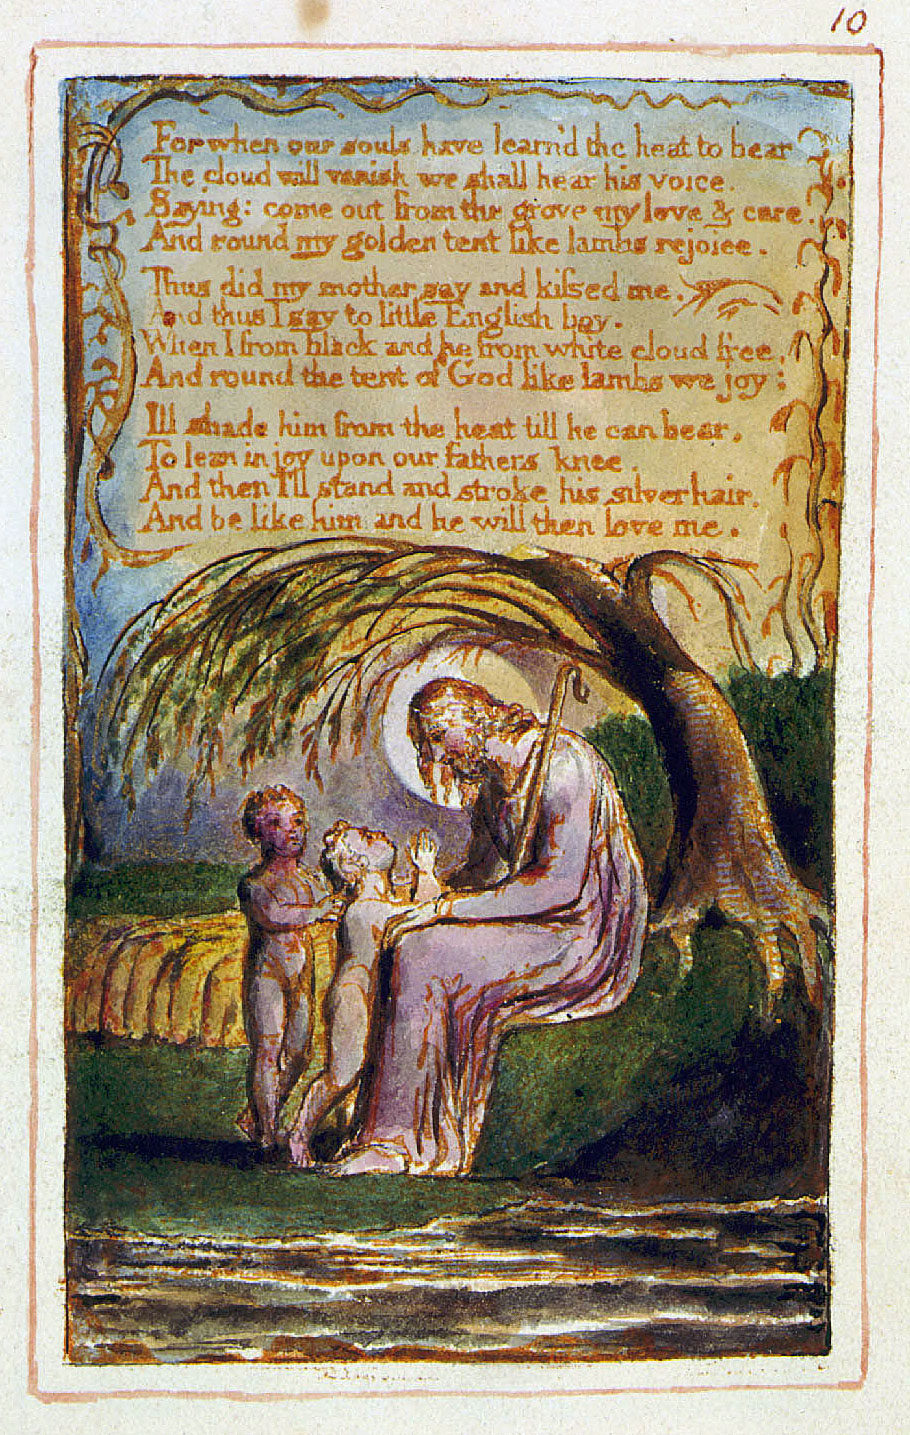 10
For when our souls have learn'd the heat to bear
The cloud will vanish we shall hear his voice.
Saying: come out from the grove my love & care.
And round my golden tent like lambs rejoice.
Thus did my mother say and kissed me.
And thus I say to little English boy.
When I from black and he from white cloud free,
And round the tent of God like lambs we joy:
Ill shade him from the heat till he can bear.
To lean in joy upon our fathers knee.
And then I'll stand and stroke his silver hair.
And be like him and he will then love me.